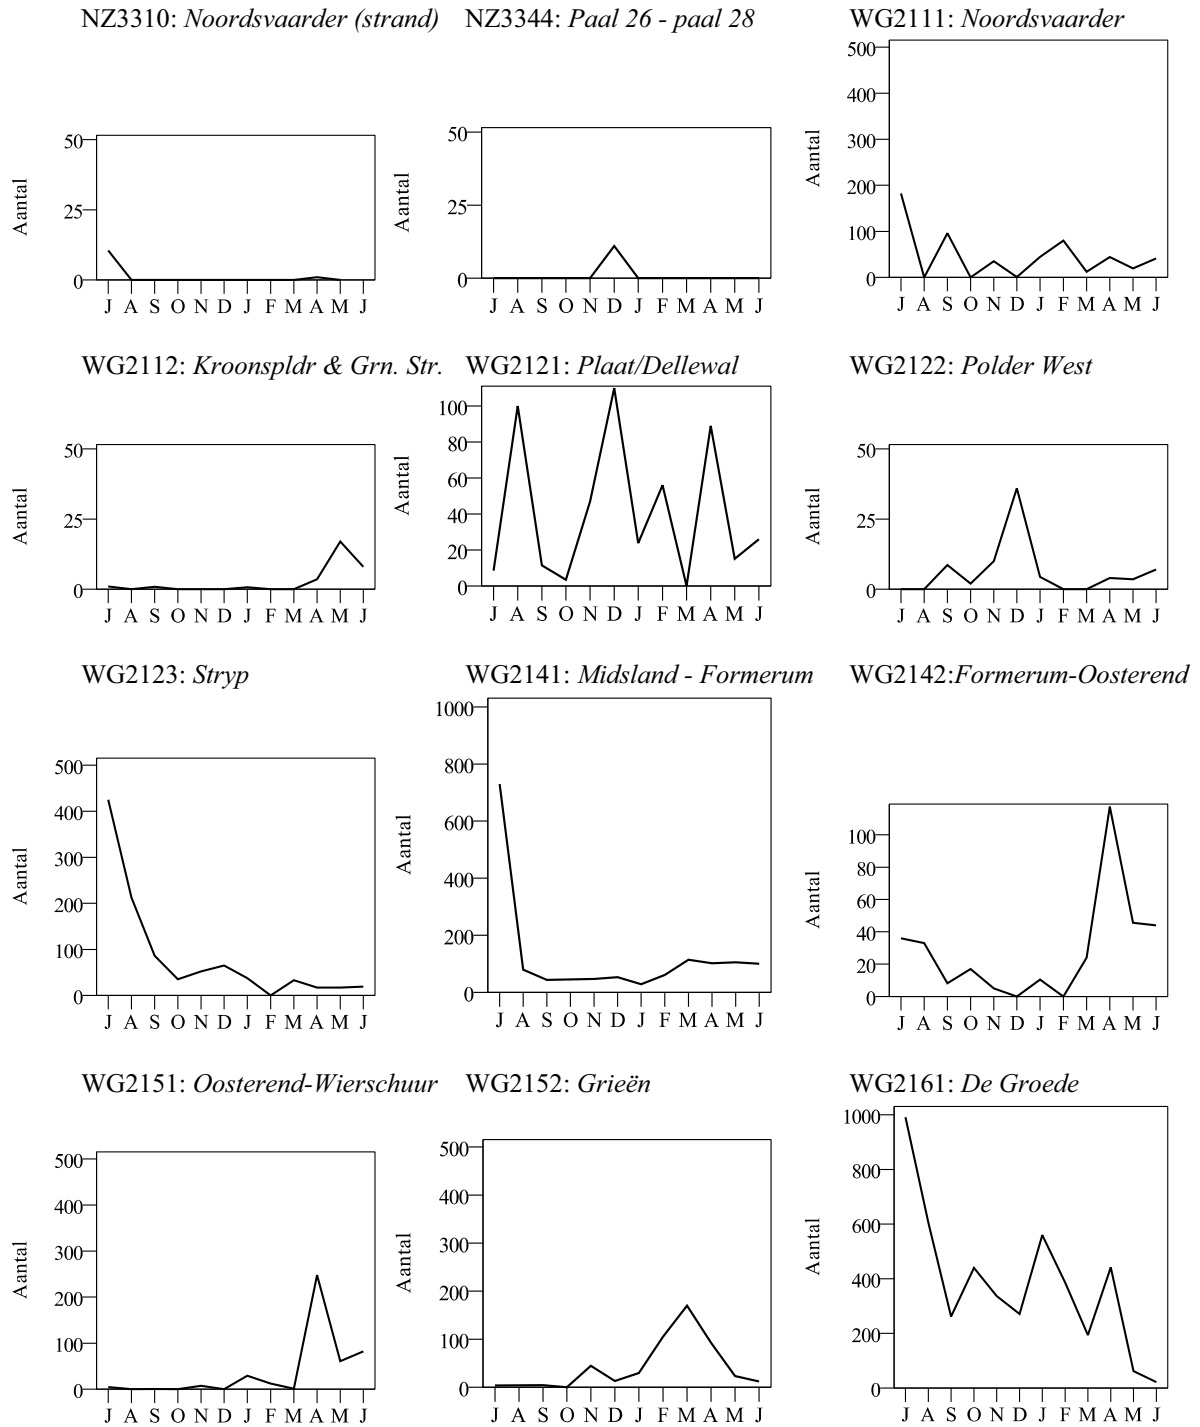 NZ3310: Noordsvaarder (strand) NZ3344: Paal 26 - paal 28 WG2111: Noordsvaarder
Aantal
50
25
0
J A S O N D J F M A M J
Aantal
50
25
0
J A S O N D J F M A M J
Aantal
500
400
300
200
100
0
J A S O N D J F M A M J
WG2112: Kroonspldr & Grn. Str. WG2121: Plaat/Dellewal WG2122: Polder West
Aantal
50
25
0
J A S O N D J F M A M J
Aantal
100
80
60
40
20
0
J A S O N D J F M A M J
Aantal
50
25
0
J A S O N D J F M A M J
WG2123: Stryp WG2141: Midsland - Formerum WG2142:Formerum-Oosterend
Aantal
500
400
300
200
100
0
J A S O N D J F M A M J
Aantal
1000
800
600
400
200
0
J A S O N D J F M A M J
Aantal
100
80
60
40
20
0
J A S O N D J F M A M J
WG2151: Oosterend-Wierschuur WG2152: Grieën WG2161: De Groede
Aantal
500
400
300
200
100
0
J A S O N D J F M A M J
Aantal
500
400
300
200
100
0
J A S O N D J F M A M J
Aantal
1000
800
600
400
200
0
J A S O N D J F M A M J